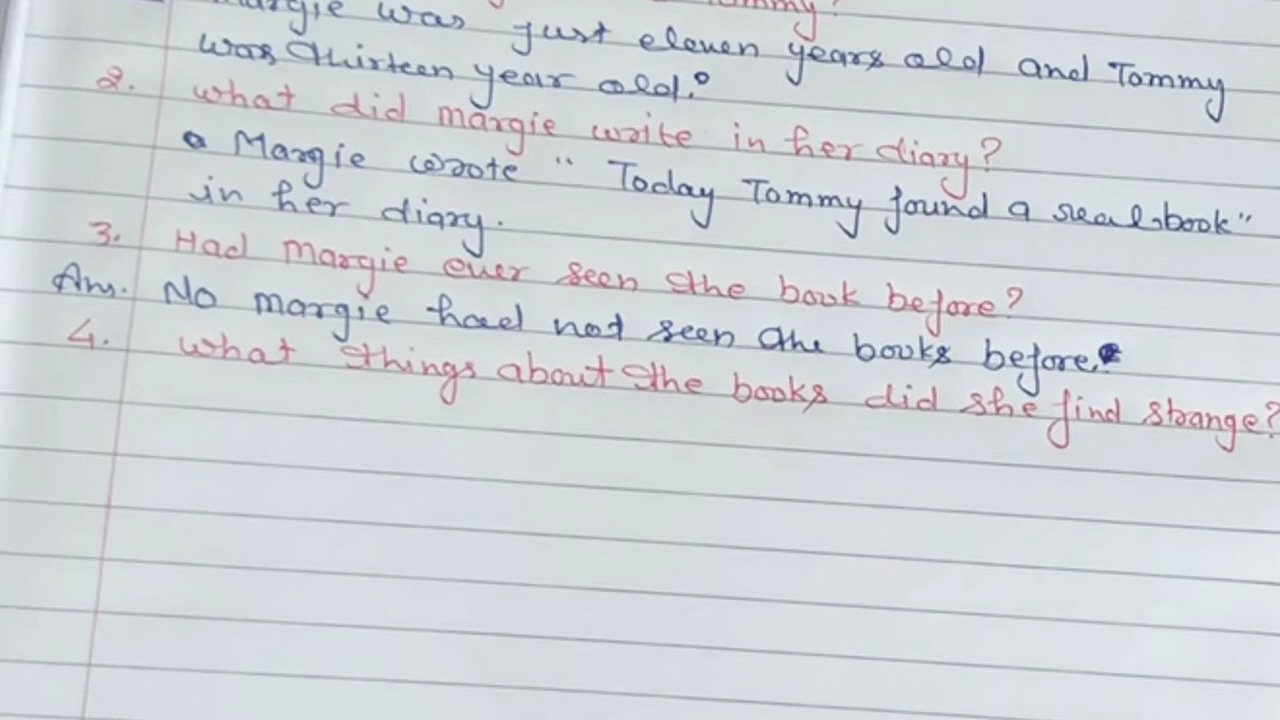 Margie was just eleven years old and Tommy
was thirteen year old.
2. what did margie write in her diary?
Margie wrote " Today Tommy found a real book"
in her diary.
3. Had Margie ever seen the book before?
Ans. No margie had not seen the books before.
4. what things about the books did she find strange?